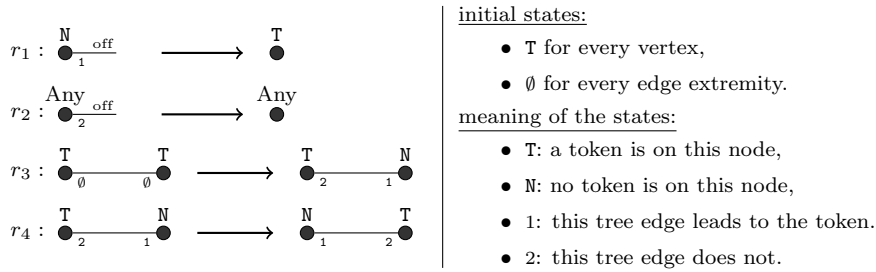 N off T initial states:
r1 : 1 • T for every vertex,
Any off Any • ∅ for every edge extremity.
r2 : 2 meaning of the states:
T T T N • T: a token is on this node,
r3 : ∅ ∅ 2 1 • N: no token is on this node,
T N N T • 1: this tree edge leads to the token.
r4 : 2 1 1 2 • 2: this tree edge does not.